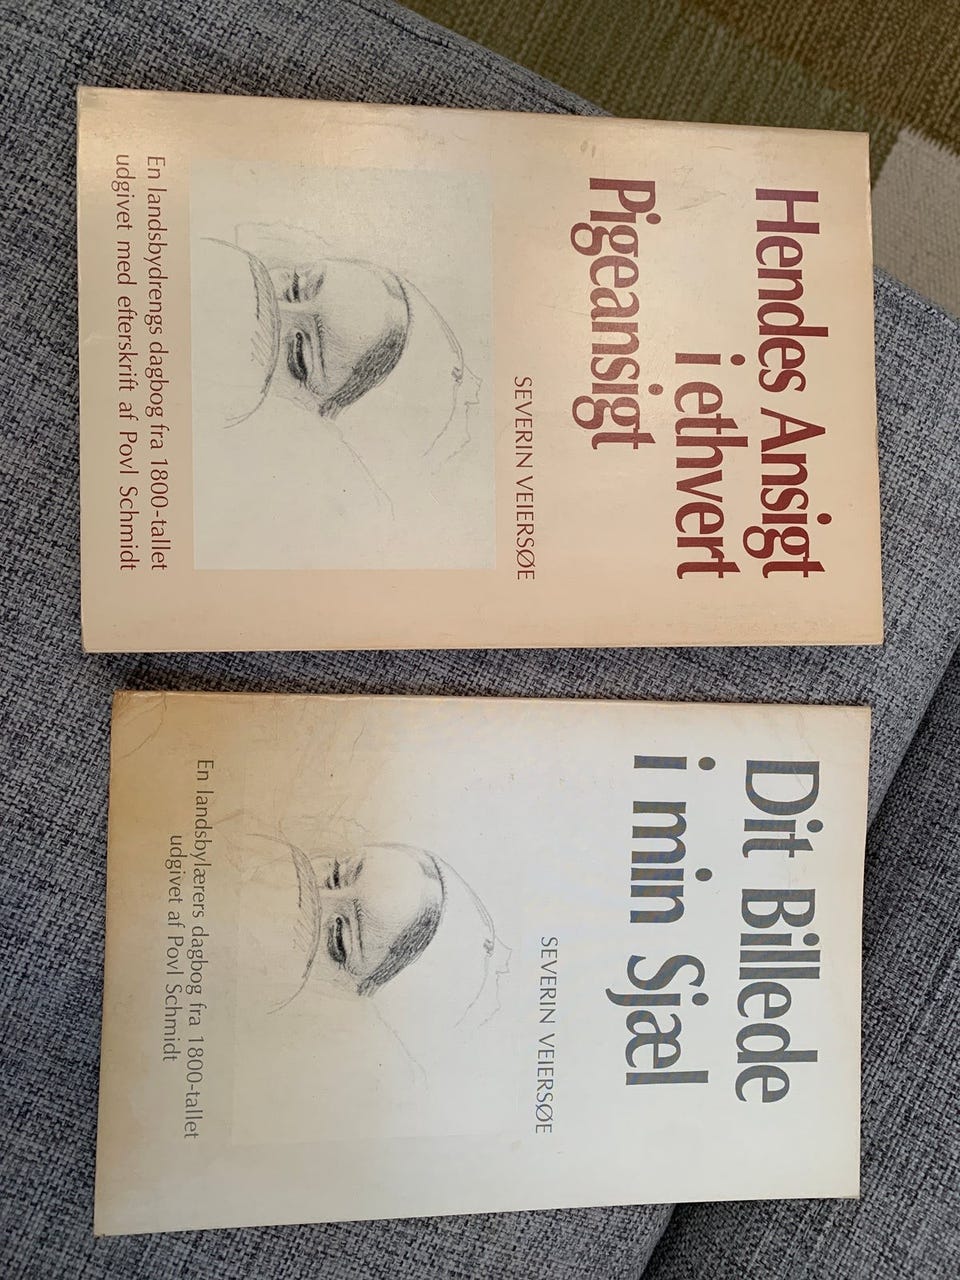 Hendes Ansigt
i ethvert
Pigeansigt
SEVERIN VEIERSØE
En landsbydrengs dagbog fra 1800-tallet
udgivet med efterskrift af Povl Schmidt
Dit Billede
i min Sjæl
SEVERIN VEIERSØE
En landsbylærers dagbog fra 1800-tallet
udgivet af Povl Schmidt